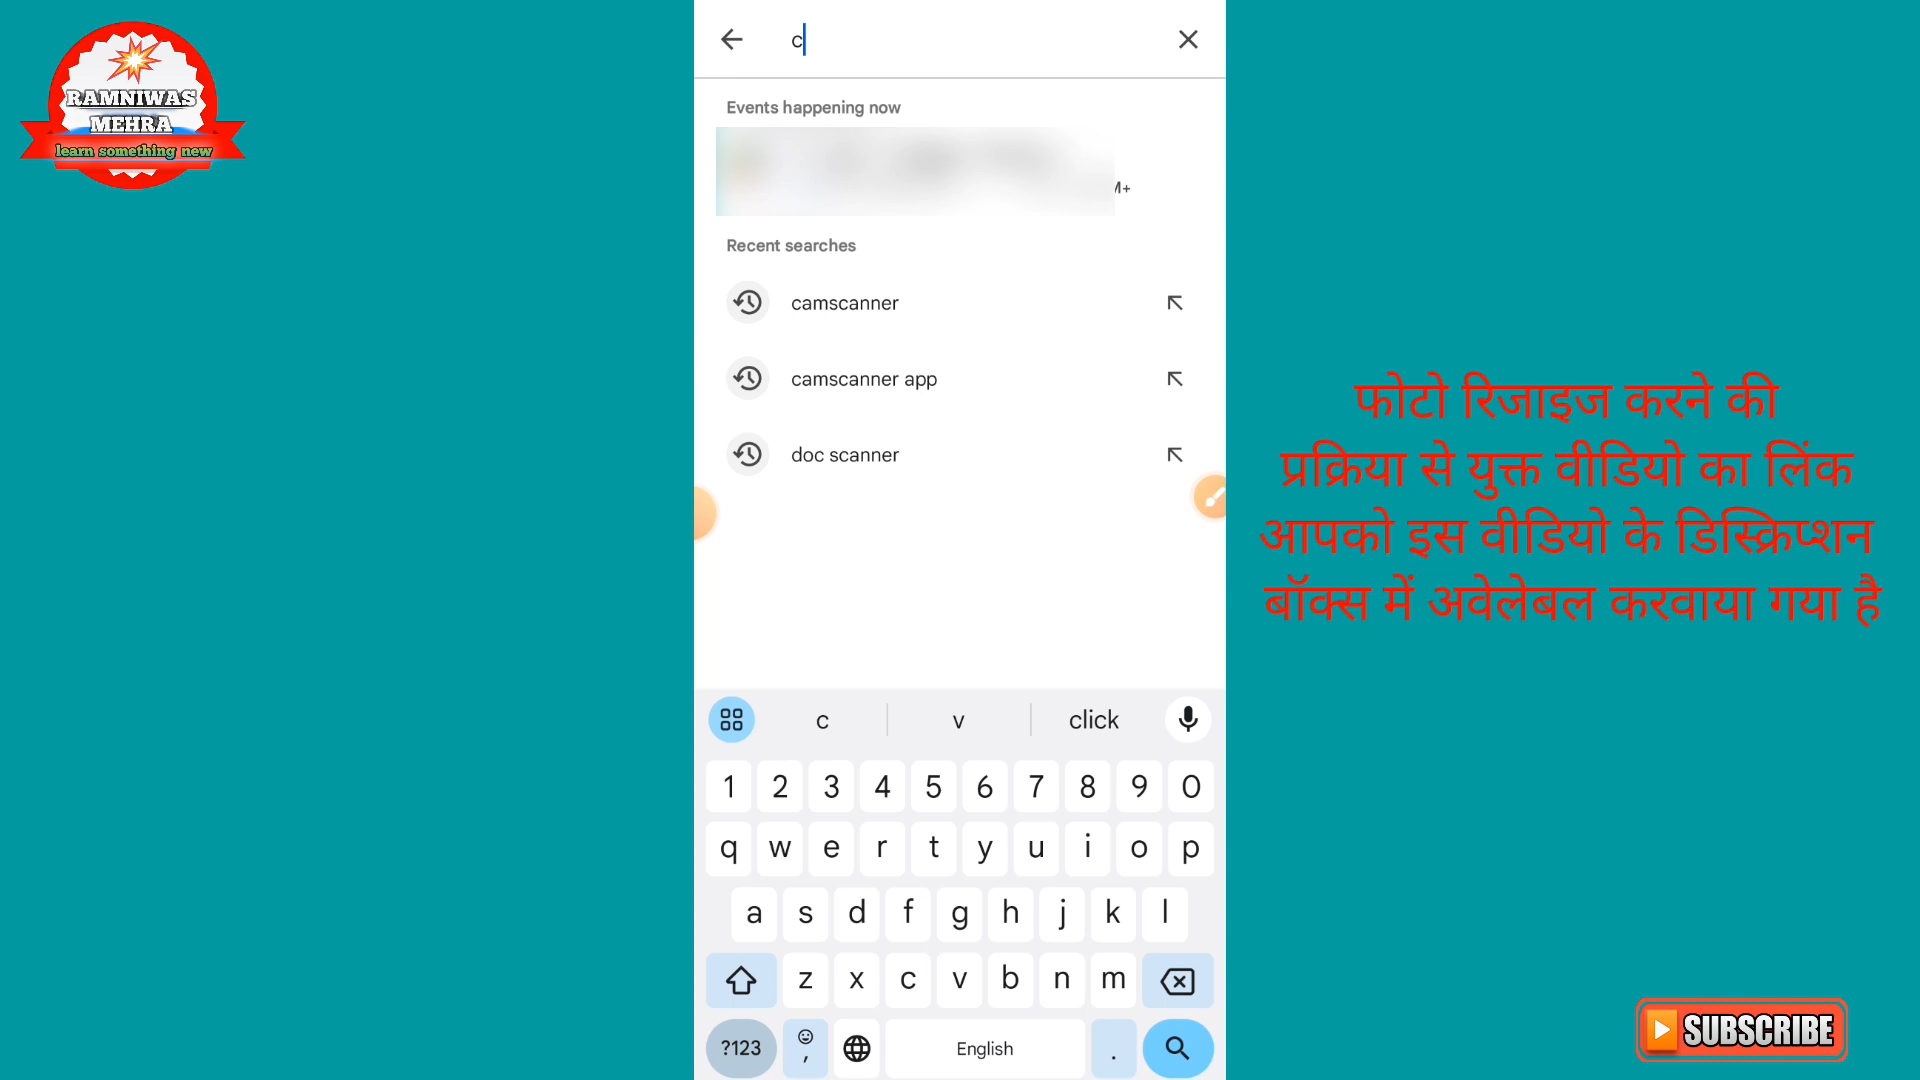 RAMNIWAS
MEHRA
learn something new
c
Events happening now
M+
Recent searches
camscanner
camscanner app
doc scanner
फोटो रिजाइज करने की
प्रक्रिया से युक्त वीडियो का लिंक
आपको इस वीडियो के डिस्क्रिप्शन
बॉक्स में अवेलेबल करवाया गया है
c v click
1 2 3 4 5 6 7 8 9 0
q w e r t y u i o p
a s d f g h j k l
z x c v b n m
?123 , English .
SUBSCRIBE